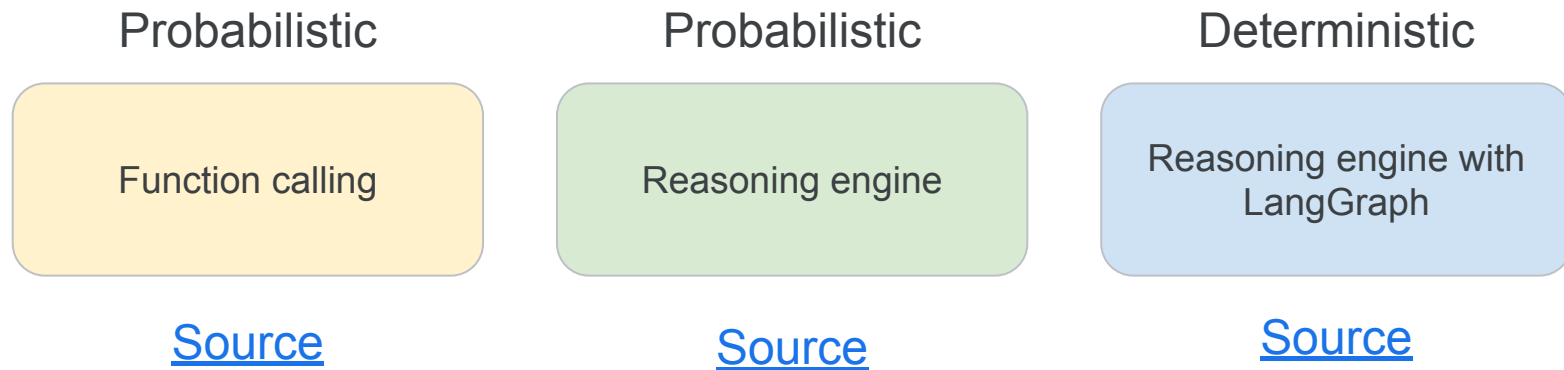 Probabilistic
Probabilistic
Deterministic
Function calling
Reasoning engine
Reasoning engine with
LangGraph
Source
Source
Source